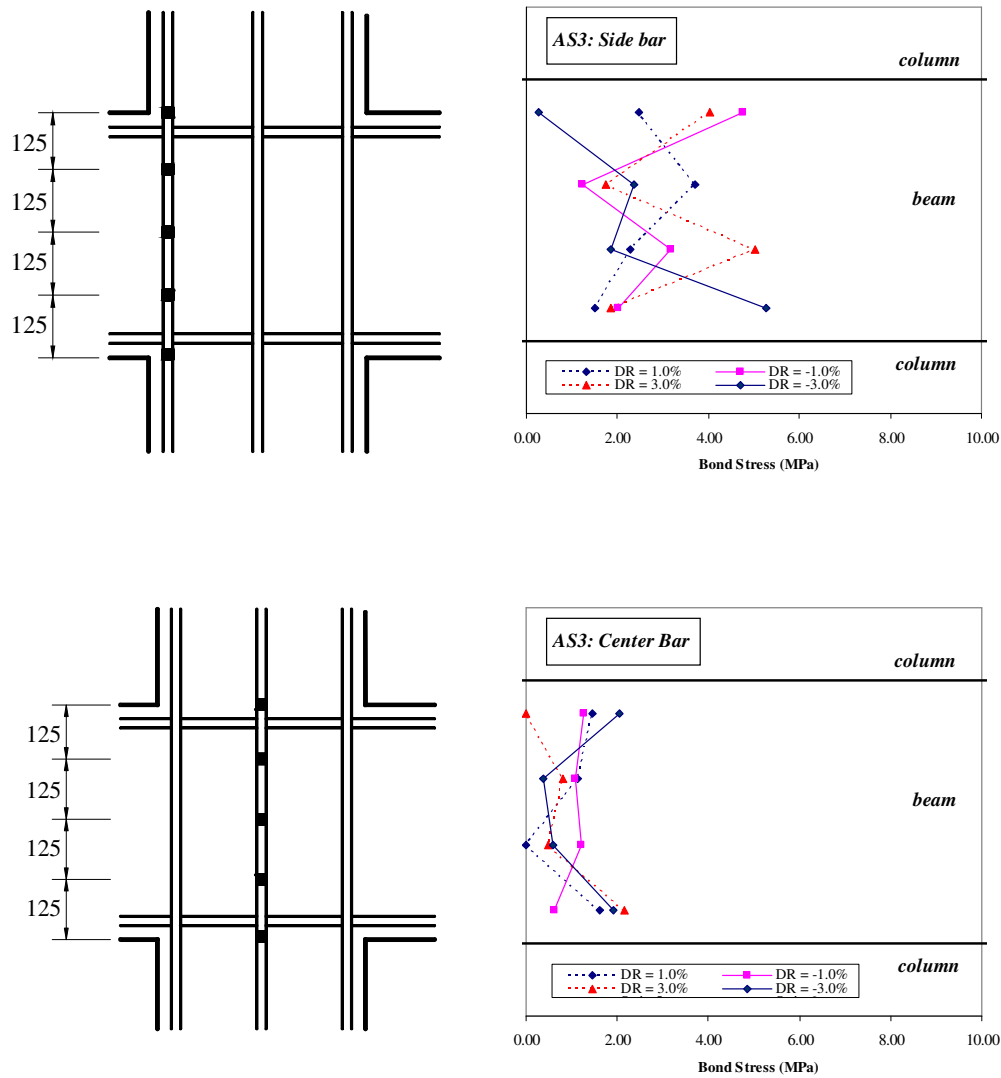 AS3: Side bar
column
125
125
125
125
beam
column
DR = 1.0%
DR = -1.0%
DR = 3.0%
DR = -3.0%
0.00
2.00
4.00
6.00
8.00
10.00
Bond Stress (MPa)
AS3: Center Bar
column
125
125
125
125
beam
column
DR = 1.0%
DR = -1.0%
DR = 3.0%
DR = -3.0%
0.00
2.00
4.00
6.00
8.00
10.00
Bond Stress (MPa)